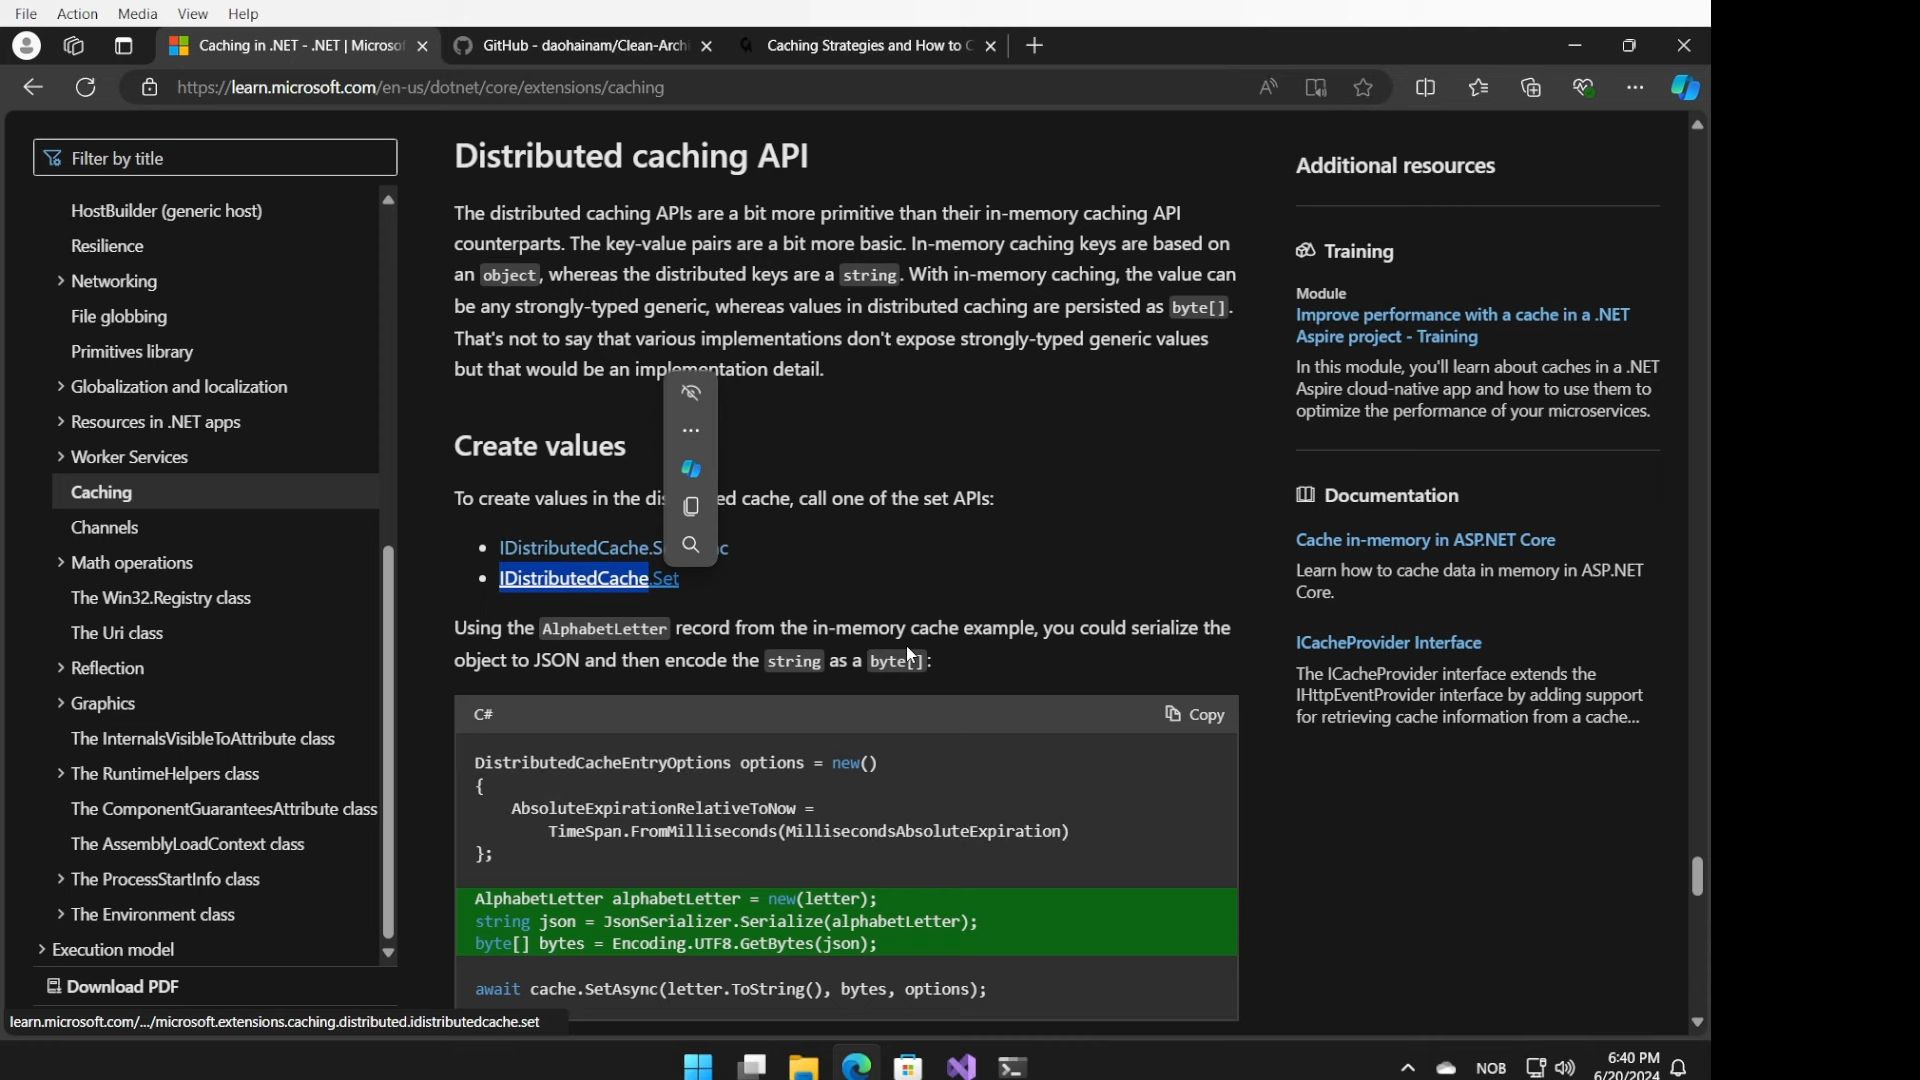 File Action Media View Help
Caching in .NET - .NET | Microso
GitHub - daohainam/Clean-Archi
Caching Strategies and How to C
https://learn.microsoft.com/en-us/dotnet/core/extensions/caching
Filter by title
HostBuilder (generic host)
Resilience
Networking
File globbing
Primitives library
Globalization and localization
Resources in .NET apps
Worker Services
Caching
Channels
Math operations
The Win32.Registry class
The Uri class
Reflection
Graphics
The InternalsVisibleToAttribute class
The RuntimeHelpers class
The ComponentGuaranteesAttribute class
The AssemblyLoadContext class
The ProcessStartInfo class
The Environment class
Execution model
Download PDF
Distributed caching API
The distributed caching APIs are a bit more primitive than their in-memory caching API
counterparts. The key-value pairs are a bit more basic. In-memory caching keys are based on
an object, whereas the distributed keys are a string. With in-memory caching, the value can
be any strongly-typed generic, whereas values in distributed caching are persisted as byte[].
That's not to say that various implementations don't expose strongly-typed generic values
but that would be an implementation detail.
Create values
To create values in the dis ed cache, call one of the set APIs:
IDistributedCache.S c
IDistributedCache.Set
Using the AlphabetLetter record from the in-memory cache example, you could serialize the
object to JSON and then encode the string as a byte[]:
C#
Copy
DistributedCacheEntryOptions options = new()
{
AbsoluteExpirationRelativeToNow =
TimeSpan.FromMilliseconds(MillisecondsAbsoluteExpiration)
};
AlphabetLetter alphabetLetter = new(letter);
string json = JsonSerializer.Serialize(alphabetLetter);
byte[] bytes = Encoding.UTF8.GetBytes(json);
await cache.SetAsync(letter.ToString(), bytes, options);
Additional resources
Training
Module
Improve performance with a cache in a .NET
Aspire project - Training
In this module, you'll learn about caches in a .NET
Aspire cloud-native app and how to use them to
optimize the performance of your microservices.
Documentation
Cache in-memory in ASP.NET Core
Learn how to cache data in memory in ASP.NET
Core.
ICacheProvider Interface
The ICacheProvider interface extends the
IHttpEventProvider interface by adding support
for retrieving cache information from a cache...
learn.microsoft.com/.../microsoft.extensions.caching.distributed.idistributedcache.set
NOB
6:40 PM
6/20/2024